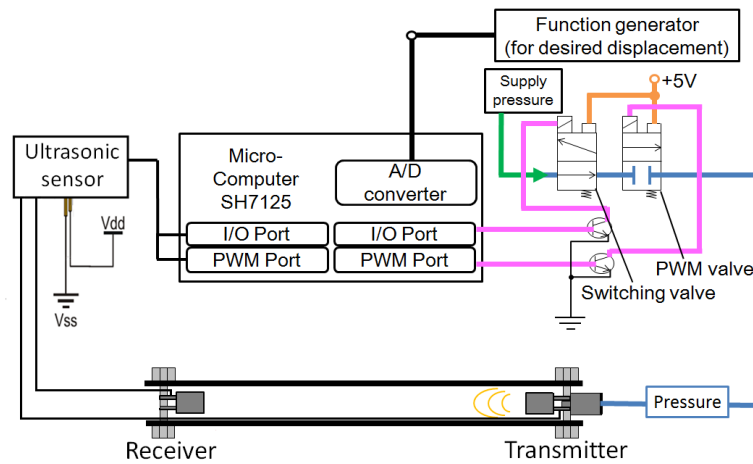 Function generator
(for desired displacement)
Supply
pressure
+5V
Ultrasonic
sensor
Micro-
Computer
SH7125
A/D
converter
I/O Port
I/O Port
PWM Port
PWM Port
Vdd
Vss
PWM valve
Switching valve
Pressure
Receiver
Transmitter